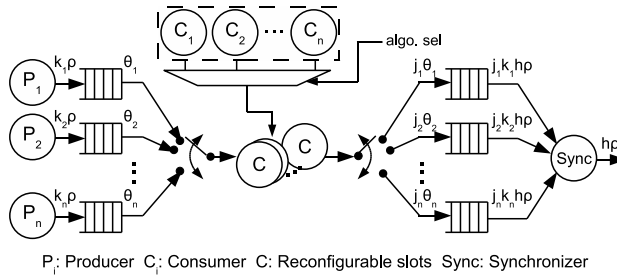 C₁ C₂ ⋯ Cₙ
algo. sel
P₁ k₁ρ θ₁
P₂ k₂ρ θ₂
Pₙ kₙρ θₙ
C C
j₁θ₁ j₁k₁hρ
j₂θ₂ j₂k₂hρ
jₙθₙ jₙkₙhρ
Sync hρ
Pᵢ: Producer Cᵢ: Consumer C: Reconfigurable slots Sync: Synchronizer